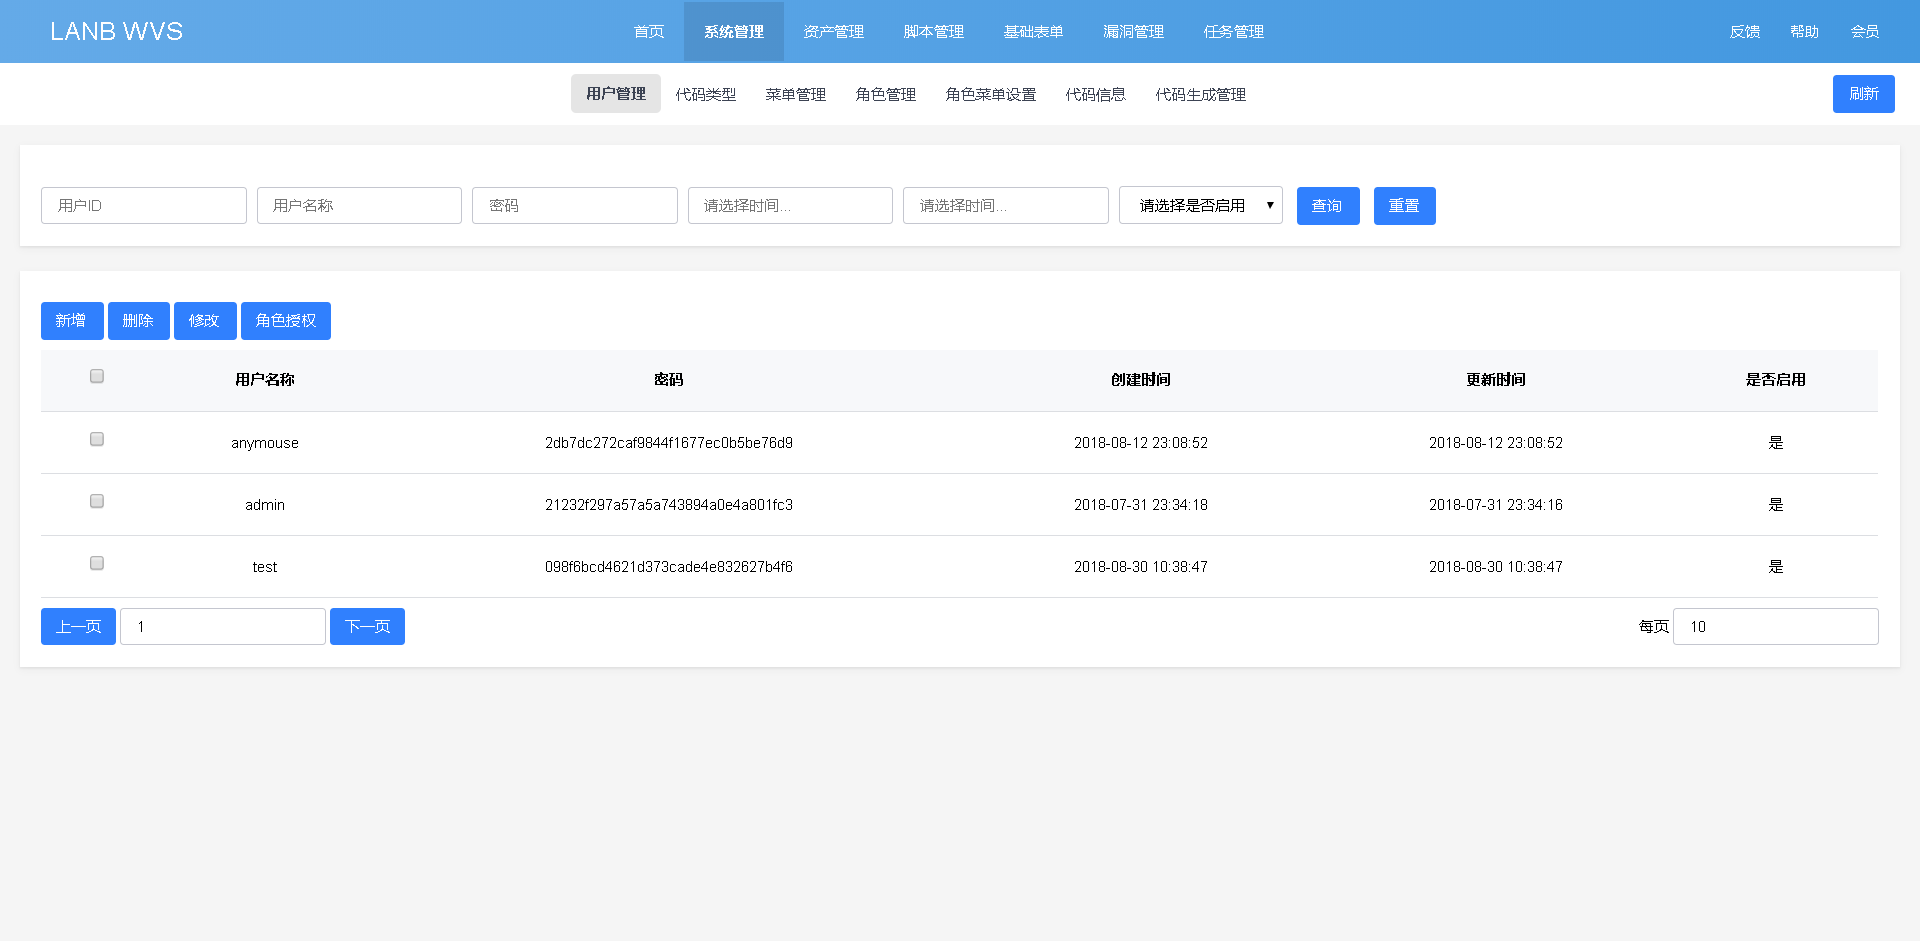 LANB WVS 首页 系统管理 资产管理 脚本管理 基础表单 漏洞管理 任务管理 反馈 帮助 会员
用户管理 代码类型 菜单管理 角色管理 角色菜单设置 代码信息 代码生成管理 刷新
用户ID 用户名称 密码 请选择时间... 请选择时间... 请选择是否启用 查询 重置
新增 删除 修改 角色授权
用户名称 密码 创建时间 更新时间 是否启用
anymouse 2db7dc272caf9844f1677ec0b5be76d9 2018-08-12 23:08:52 2018-08-12 23:08:52 是
admin 21232f297a57a5a743894a0e4a801fc3 2018-07-31 23:34:18 2018-07-31 23:34:16 是
test 098f6bcd4621d373cade4e832627b4f6 2018-08-30 10:38:47 2018-08-30 10:38:47 是
上一页 1 下一页 每页 10